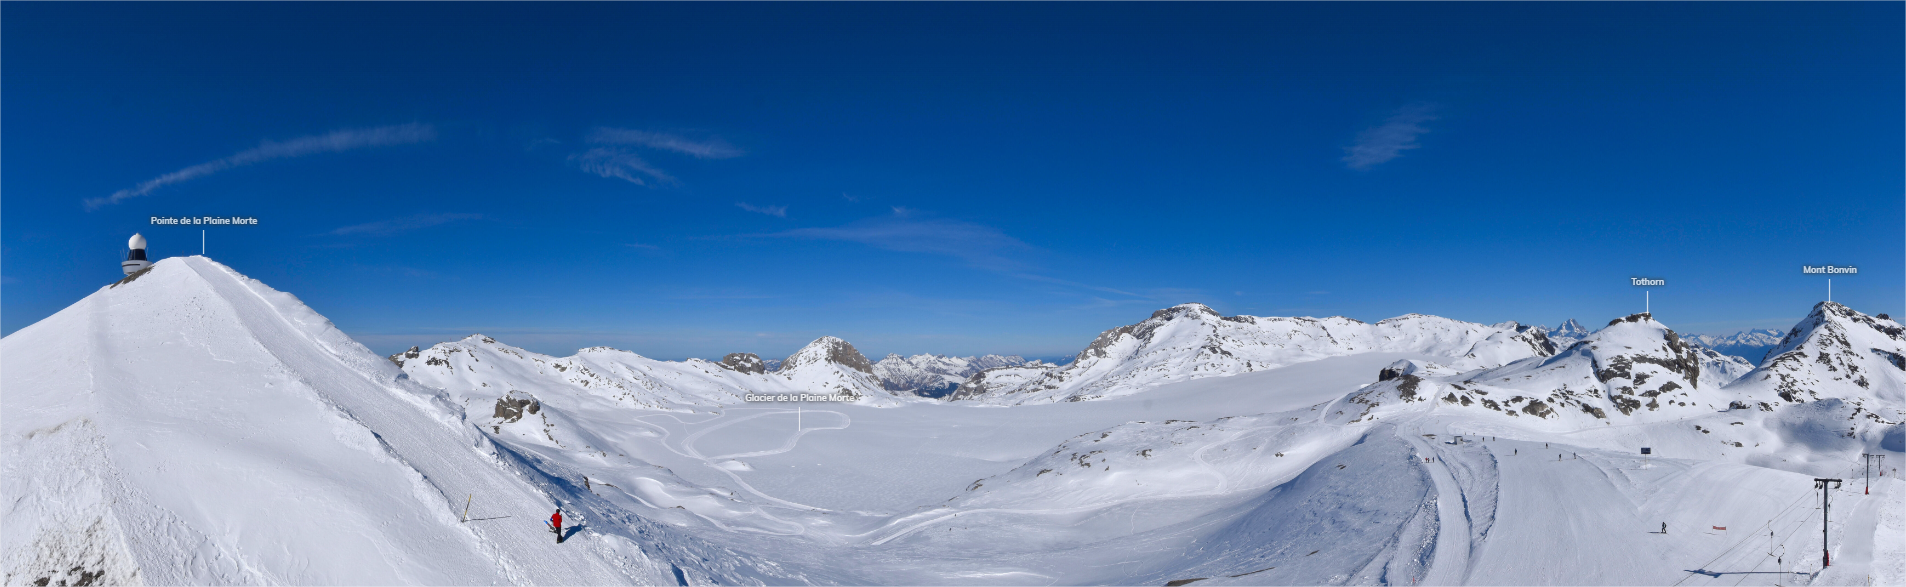 Pointe de la Plaine Morte
Mont Bonvin
Tothorn
Glacier de la Plaine Morte